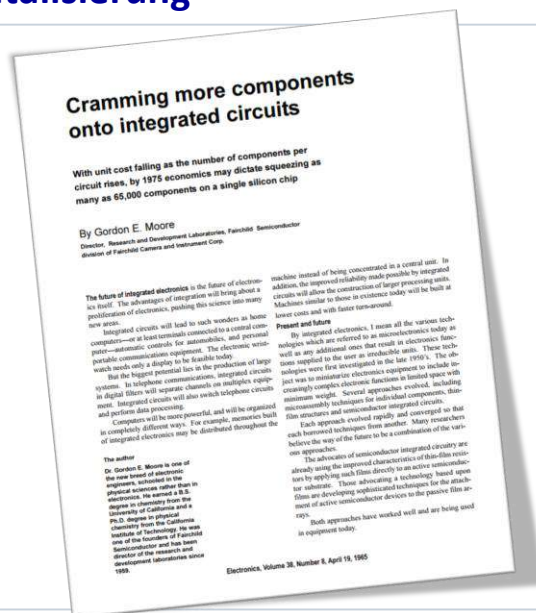 talisierung
Cramming more components
onto integrated circuits
With unit cost falling as the number of components per
circuit rises, by 1975 economics may dictate squeezing as
many as 65,000 components on a single silicon chip
By Gordon E. Moore
Director, Research and Development Laboratories, Fairchild Semiconductor
division of Fairchild Camera and Instrument Corp.
The future of integrated electronics is the future of electron-
ics itself. The advantages of integration will bring about a
proliferation of electronics, pushing this science into many
new areas.
Integrated circuits will lead to such wonders as home
computers—or at least terminals connected to a central com-
puter—automatic controls for automobiles, and personal
portable communications equipment. The electronic wrist-
watch needs only a display to be feasible today.
But the biggest potential lies in the production of large
systems. In telephone communications, integrated circuits
in digital filters will separate channels on multiplex equip-
ment. Integrated circuits will also switch telephone circuits
and perform data processing.
Computers will be more powerful, and will be organized
in completely different ways. For example, memories built
of integrated electronics may be distributed throughout the
The author
Dr. Gordon E. Moore is one of
the new breed of electronic
engineers, schooled in the
physical sciences rather than in
electronics. He earned a B.S.
degree in chemistry from the
University of California and a
Ph.D. degree in physical
chemistry from the California
Institute of Technology. He was
one of the founders of Fairchild
Semiconductor and has been
director of the research and
development laboratories since
1959.
machine instead of being concentrated in a central unit. In
addition, the improved reliability made possible by integrated
circuits will allow the construction of larger processing units.
Machines similar to those in existence today will be built at
lower costs and with faster turn-around.
Present and future
By integrated electronics, I mean all the various tech-
nologies which are referred to as microelectronics today as
well as any additional ones that result in electronics func-
tions supplied to the user as irreducible units. These tech-
nologies were first investigated in the late 1950's. The ob-
ject was to miniaturize electronics equipment to include in-
creasingly complex electronic functions in limited space with
minimum weight. Several approaches evolved, including
microassembly techniques for individual components, thin-
film structures and semiconductor integrated circuits.
Each approach evolved rapidly and converged so that
each borrowed techniques from another. Many researchers
believe the way of the future to be a combination of the vari-
ous approaches.
The advocates of semiconductor integrated circuitry are
already using the improved characteristics of thin-film resis-
tors by applying such films directly to an active semiconduc-
tor substrate. Those advocating a technology based upon
films are developing sophisticated techniques for the attach-
ment of active semiconductor devices to the passive film ar-
rays.
Both approaches have worked well and are being used
in equipment today.
Electronics, Volume 38, Number 8, April 19, 1965